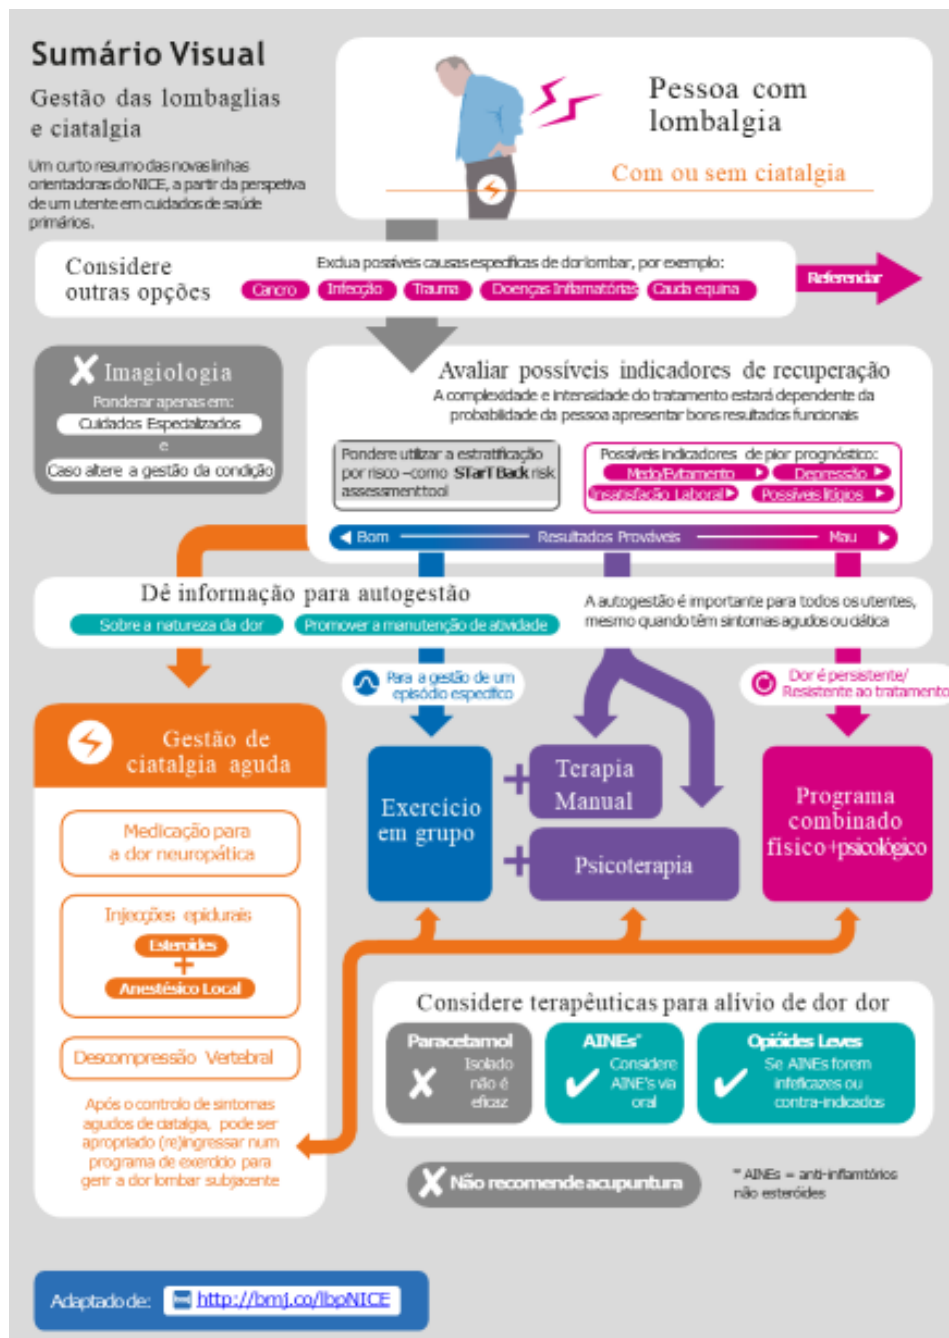 Sumário Visual
Gestão das lombaglias
e ciatalgia
Um curto resumo das novas linhas
orientadoras do NICE, a partir da perspetiva
de um utente em cuidados de saúde
primários.
Pessoa com
lombalgia
Com ou sem ciatalgia
Considere
outras opções
Exclua possíveis causas especificas de dor lombar, por exemplo:
Cancro
Infecção
Trauma
Doenças Inflamatórias
Cauda equina
Referendar
Imagiologia
Ponderar apenas em:
Cuidados Especializados
e
Caso altere a gestão da condição
Avaliar possíveis indicadores de recuperação
A complexidade e intensidade do tratamento estará dependente da
probabilidade da pessoa apresentar bons resultados funcionais
Pondere utilizar a estratificação
por risco –como STarT Back risk
assessment tool
Possíveis indicadores de pior prognóstico:
Medo/Evitamento
Depressão
Insatisfação Laboral
Possíveis litígios
Bom
Resultados Prováveis
Mau
Dê informação para autogestão
Sobre a natureza da dor
Promover a manutenção de atividade
A autogestão é importante para todos os utentes,
mesmo quando têm sintomas agudos ou ciática
Para a gestão de um
episódio específico
Dor é persistente/
Resistente ao tratamento
Gestão de
ciatalgia aguda
Medicação para
a dor neuropática
Injecções epidurais
Esteroides
+
Anestésico Local
Descompressão Vertebral
Após o controlo de sintomas
agudos de ciatalgia, pode ser
apropriado (re)ingressar num
programa de exercício para
gerir a dor lombar subjacente
Exercício
em grupo
+
Terapia
Manual
+
Psicoterapia
Programa
combinado
físico+psicológico
Considere terapêuticas para alívio de dor dor
Paracetamol
Isolado
não é
eficaz
AINEs*
Considere
AINE's via
oral
Opióides Leves
Se AINEs forem
infeficazes ou
contra-indicados
Não recomende acupuntura
* AINEs = anti-inflamtórios
não esteróides
Adaptado de:
http://bmj.co/lbpNICE